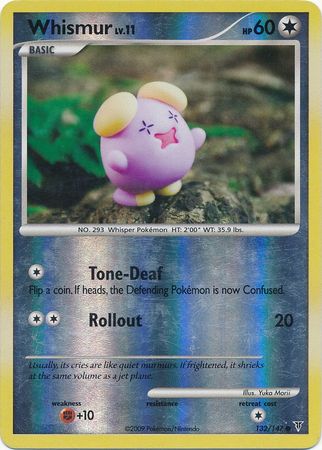 Whismur LV.11
HP 60
BASIC
NO. 293 Whisper Pokémon HT: 2'00" WT: 35.9 lbs.
Tone-Deaf
Flip a coin. If heads, the Defending Pokémon is now Confused.
Rollout 20
Usually, its cries are like quiet murmurs. If frightened, it shrieks
at the same volume as a jet plane.
Illus. Yuka Morii
weakness resistance retreat cost
+10
©2009 Pokémon/Nintendo 132/147